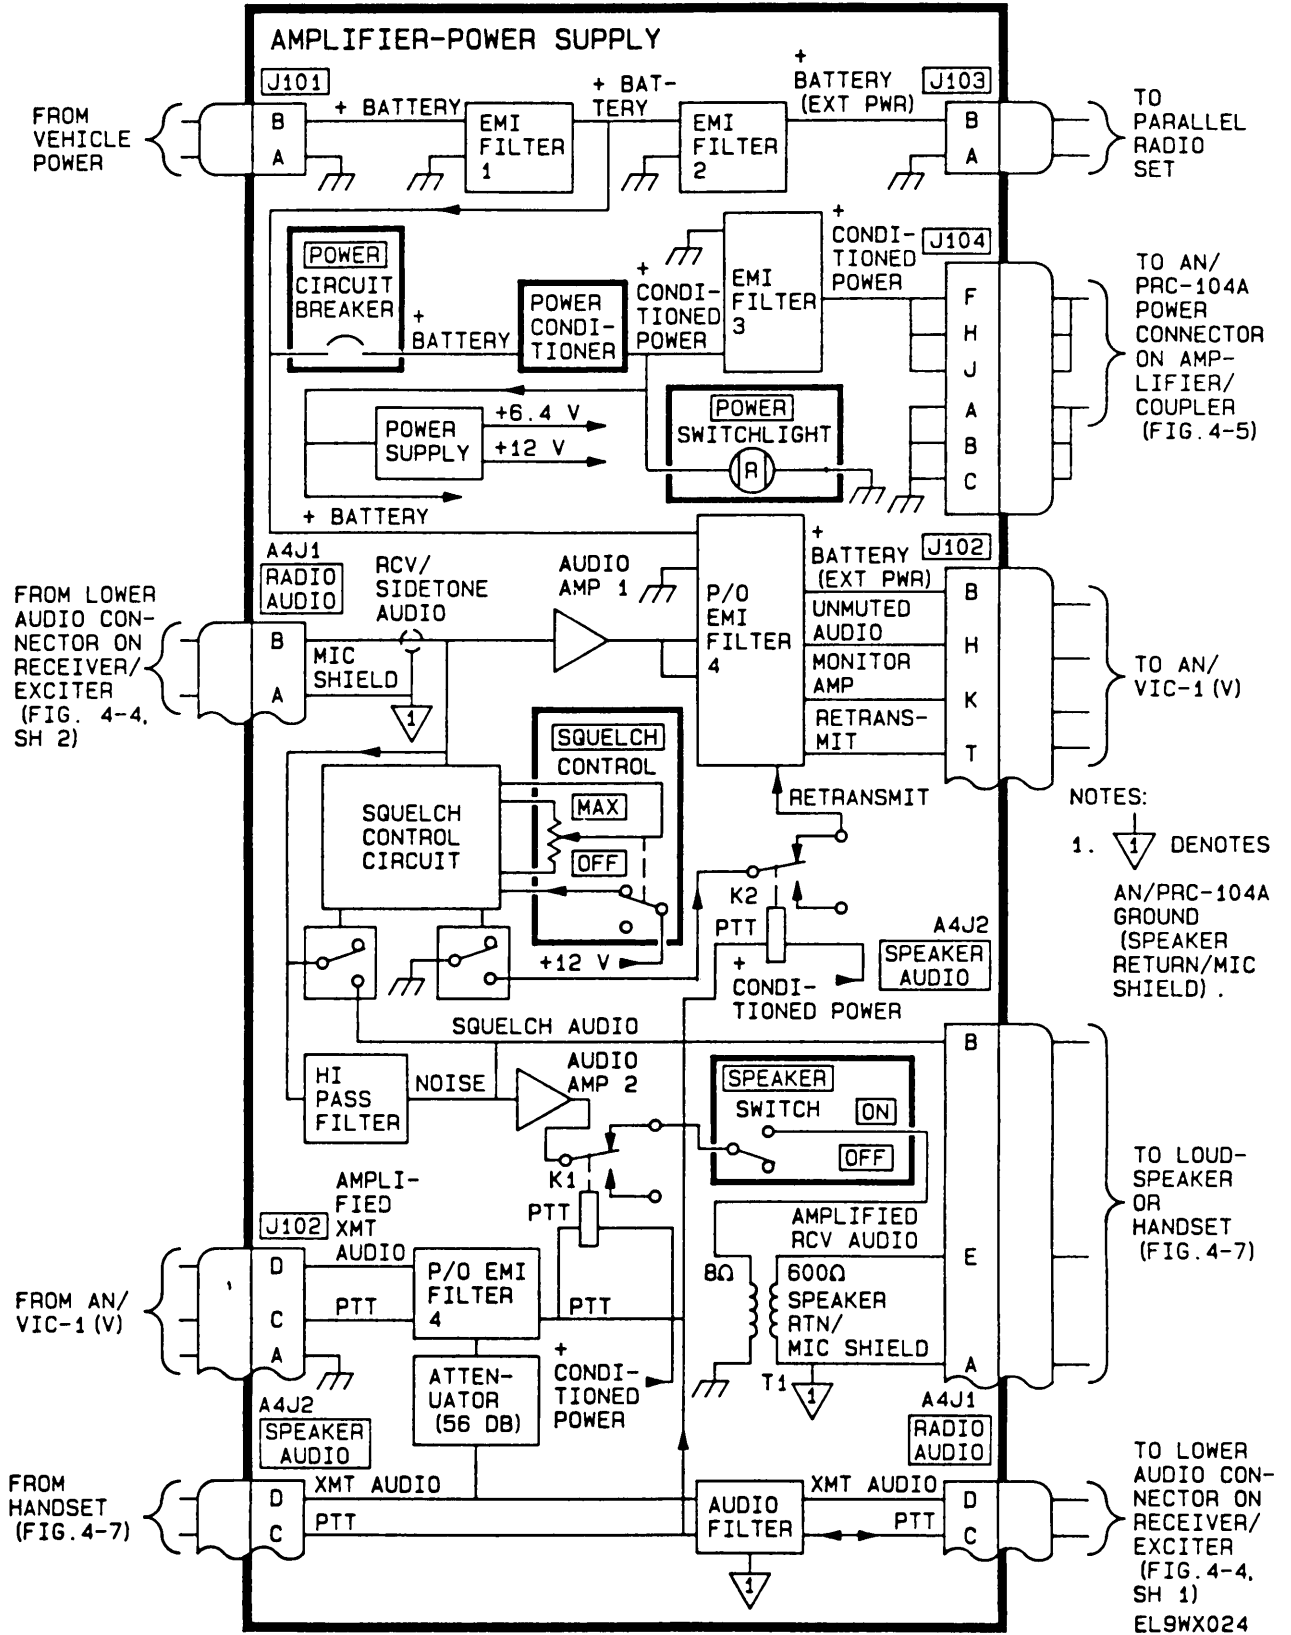 AMPLIFIER-POWER SUPPLY
J101
FROM
VEHICLE
POWER
B
A
+ BATTERY
EMI
FILTER
1
+ BAT-
TERY
EMI
FILTER
2
+
BATTERY
(EXT PWR)
J103
B
A
TO
PARALLEL
RADIO
SET
POWER
CIRCUIT
BREAKER
+
BATTERY
POWER
CONDI-
TIONER
+
CONDI-
TIONED
POWER
EMI
FILTER
3
+
CONDI-
TIONED
POWER
J104
F
H
J
A
B
C
TO AN/
PRC-104A
POWER
CONNECTOR
ON AMP-
LIFIER/
COUPLER
(FIG.4-5)
POWER
SUPPLY
+6.4 V
+12 V
+ BATTERY
POWER
SWITCHLIGHT
R
A4J1
RADIO
AUDIO
FROM LOWER
AUDIO CON-
NECTOR ON
RECEIVER/
EXCITER
(FIG. 4-4,
SH 2)
B
A
RCV/
SIDETONE
AUDIO
MIC
SHIELD
1
AUDIO
AMP 1
P/O
EMI
FILTER
4
+
BATTERY
(EXT PWR)
UNMUTED
AUDIO
MONITOR
AMP
RETRANS-
MIT
J102
B
H
K
T
TO AN/
VIC-1(V)
SQUELCH
CONTROL
CIRCUIT
SQUELCH
CONTROL
MAX
OFF
+12 V
RETRANSMIT
K2
PTT
+
CONDI-
TIONED POWER
NOTES:
1. 1 DENOTES
AN/PRC-104A
GROUND
(SPEAKER
RETURN/MIC
SHIELD).
A4J2
SPEAKER
AUDIO
SQUELCH AUDIO
HI
PASS
FILTER
NOISE
AUDIO
AMP 2
K1
PTT
SPEAKER
SWITCH
ON
OFF
B
E
A
TO LOUD-
SPEAKER
OR
HANDSET
(FIG.4-7)
AMPLIFIED
RCV AUDIO
8Ω
600Ω
SPEAKER
RTN/
MIC SHIELD
T1
1
J102
AMPLI-
FIED
XMT
AUDIO
FROM AN/
VIC-1(V)
D
C
A
PTT
P/O EMI
FILTER
4
PTT
ATTEN-
UATOR
(56 DB)
+
CONDI-
TIONED
POWER
A4J2
SPEAKER
AUDIO
FROM
HANDSET
(FIG.4-7)
D
C
XMT AUDIO
PTT
AUDIO
FILTER
1
XMT AUDIO
PTT
A4J1
RADIO
AUDIO
D
C
TO LOWER
AUDIO CON-
NECTOR ON
RECEIVER/
EXCITER
(FIG.4-4,
SH 1)
EL9WX024